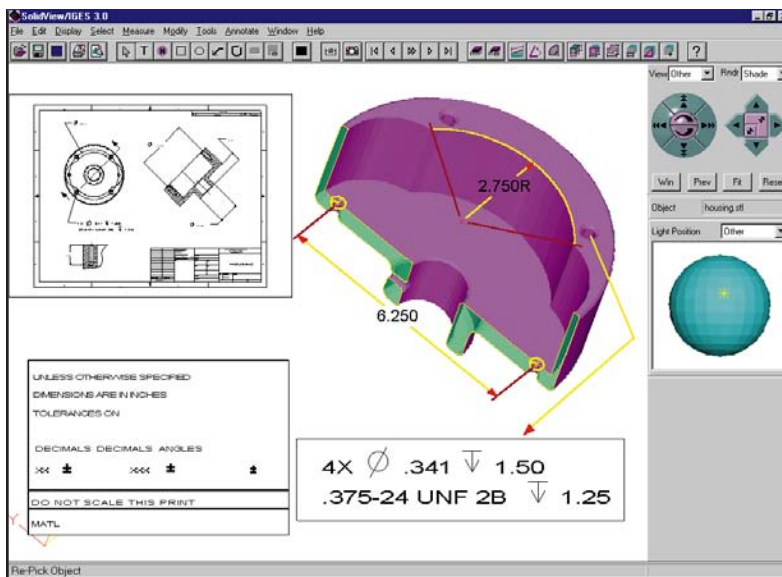 SolidView/IGES 3.0
File Edit Display Select Measure Modify Tools Annotate Window Help
View Other Rndr Shade
Win Prev Fit Rese
Object housing.stl
Light Position Other
2.750R
6.250
UNLESS OTHERWISE SPECIFIED
DIMENSIONS ARE IN INCHES
TOLERANCES ON
DECIMALS DECIMALS ANGLES
.xx ± .xxx ± ±
DO NOT SCALE THIS PRINT
MATL
4X ∅ .341 ↧ 1.50
.375-24 UNF 2B ↧ 1.25
Y
Re-Pick Object